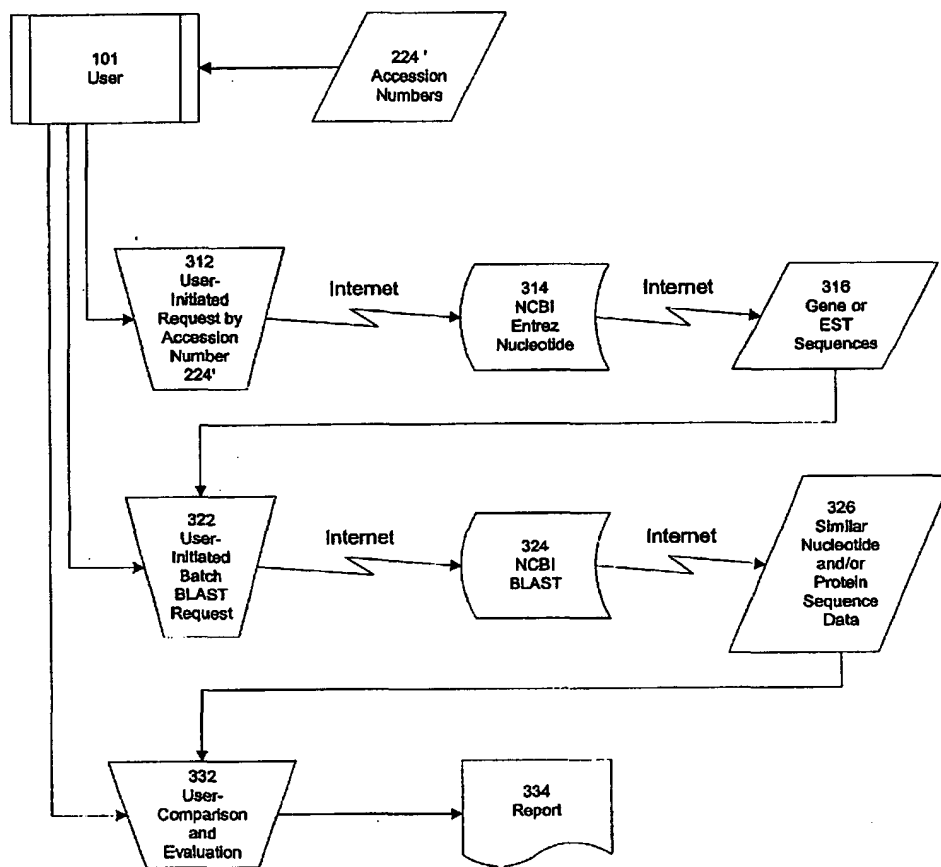 101
User
224 '
Accession
Numbers
312
User-
Initiated
Request by
Accession
Number
224'
Internet
314
NCBI
Entrez
Nucleotide
Internet
316
Gene or
EST
Sequences
322
User-
Initiated
Batch
BLAST
Request
Internet
324
NCBI
BLAST
Internet
326
Similar
Nucleotide
and/or
Protein
Sequence
Data
332
User-
Comparison
and
Evaluation
334
Report